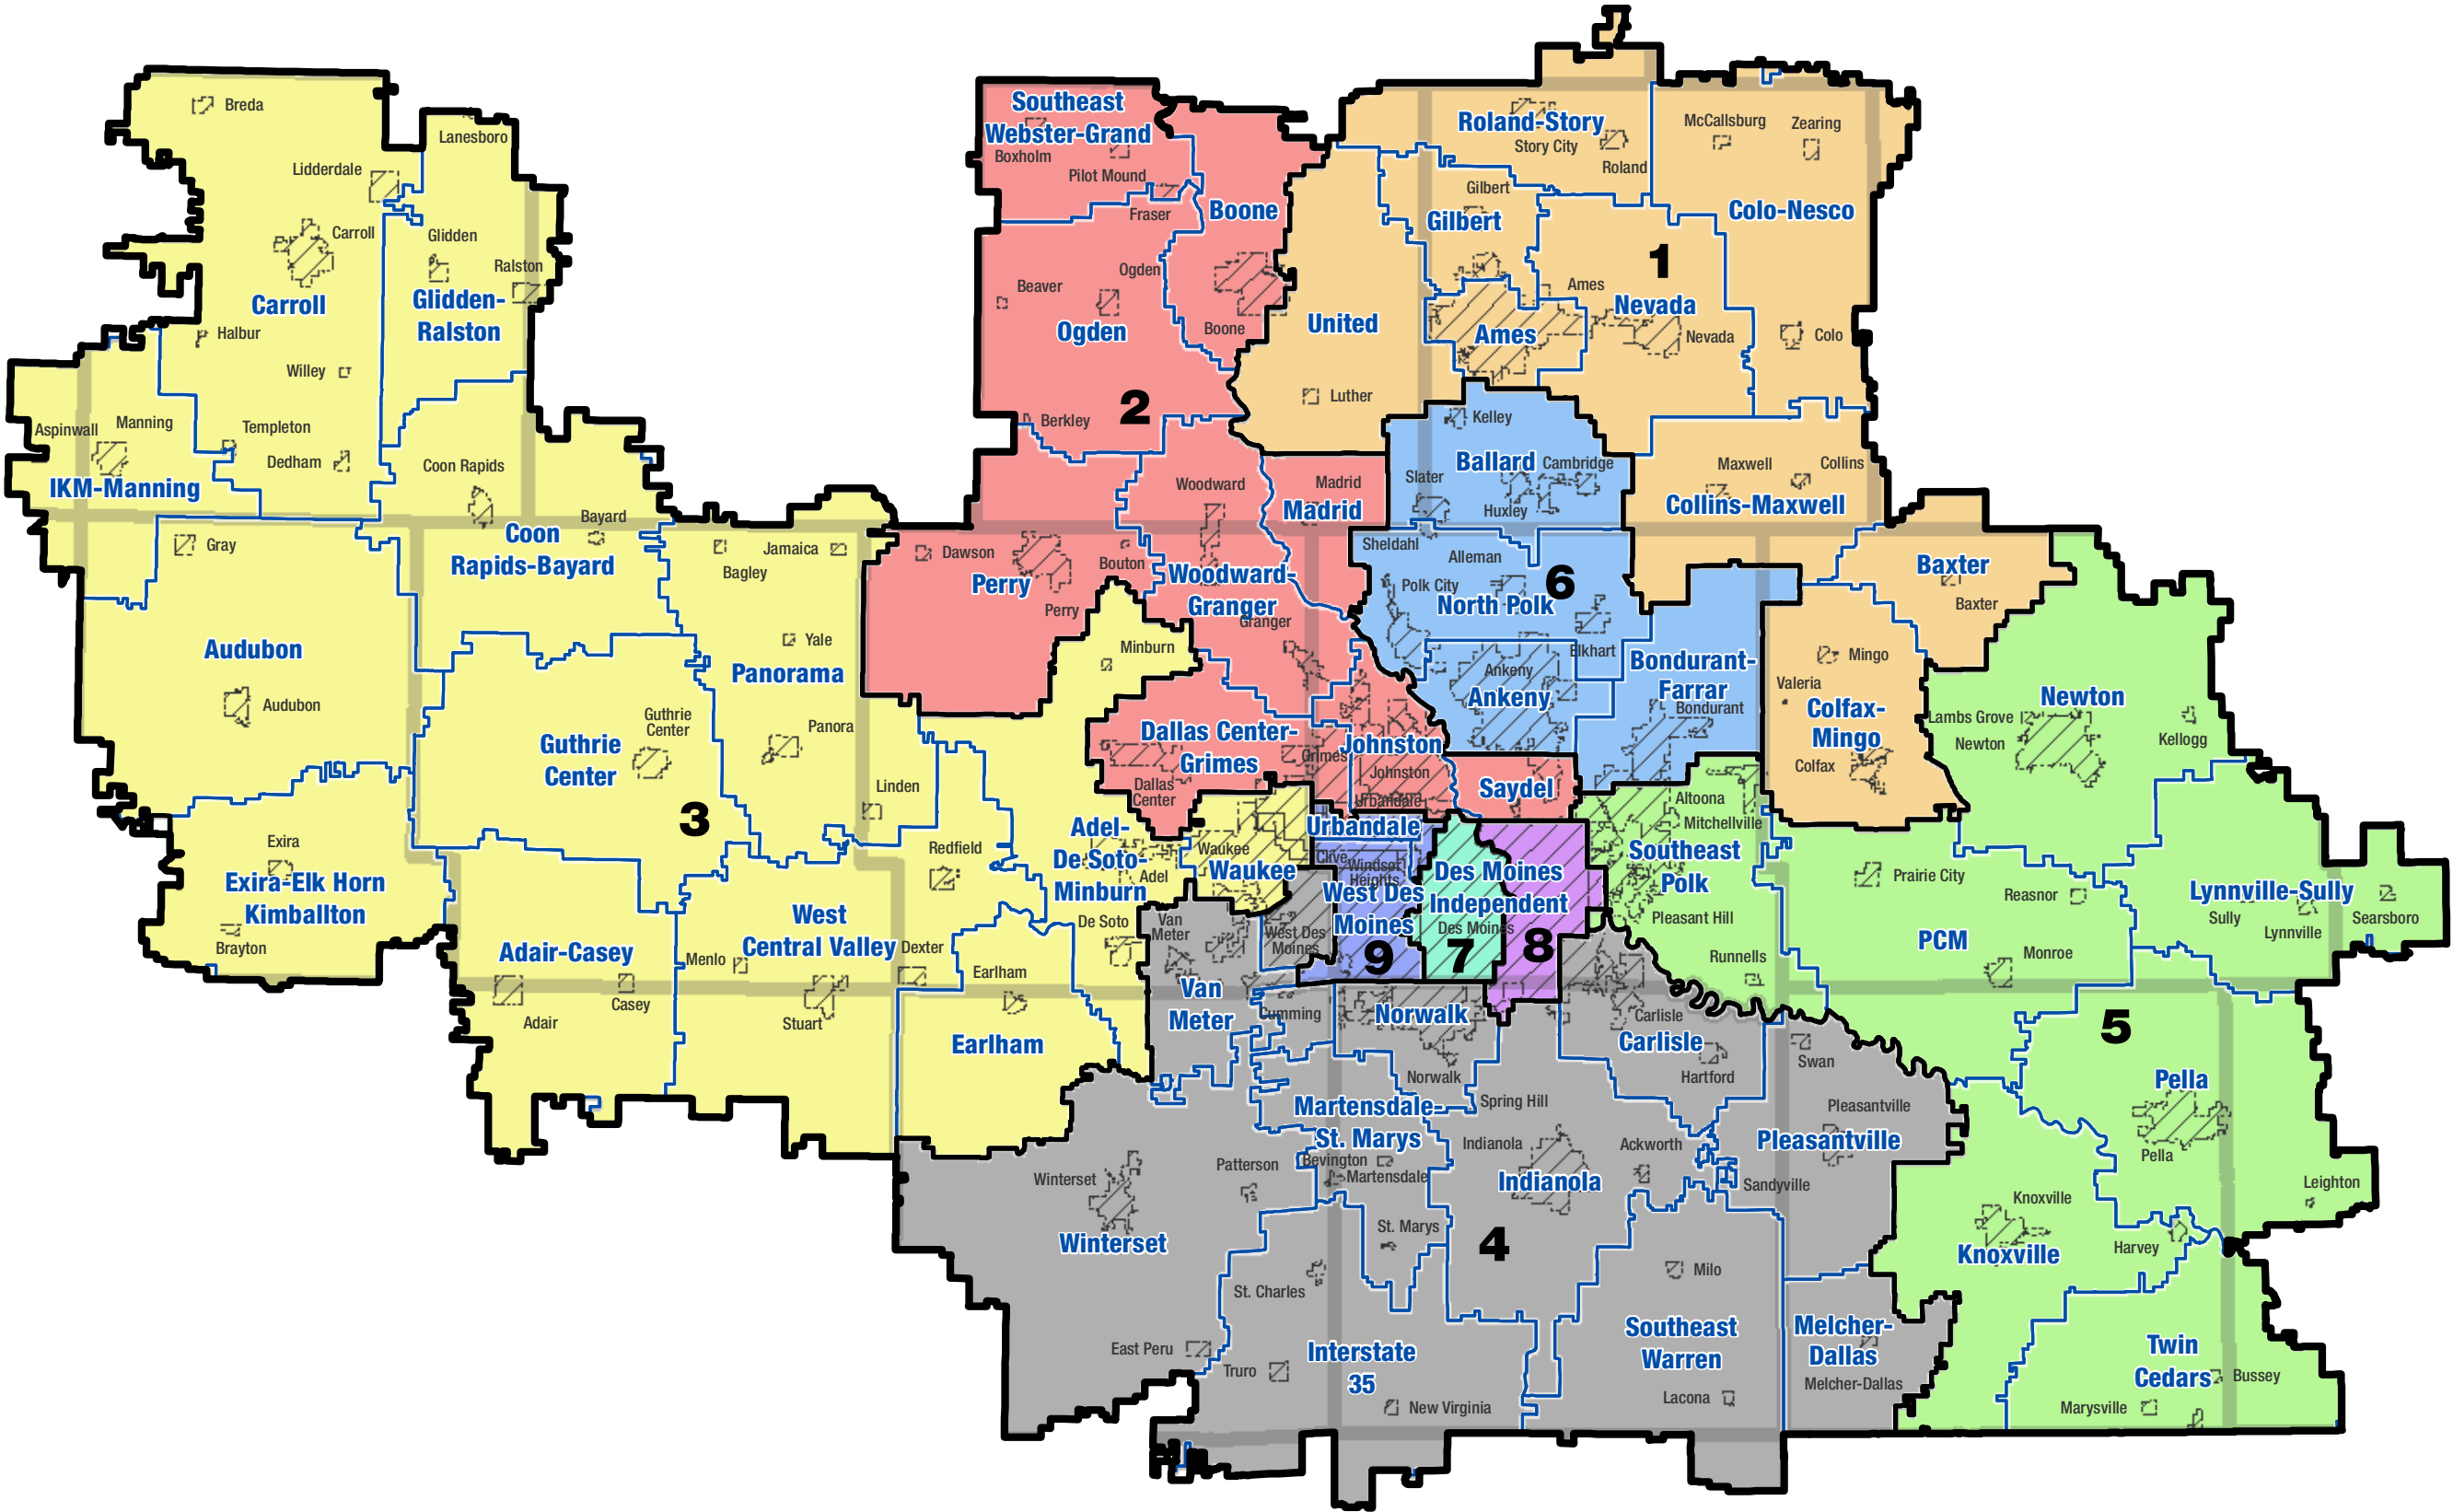 Breda
Lanesboro
Lidderdale
Carroll
Glidden
Ralston
Carroll
Glidden-
Ralston
Halbur
Willey
Aspinwall
Manning
Templeton
Dedham
Coon Rapids
IKM-Manning
Bayard
Coon
Rapids-Bayard
Gray
Jamaica
Bagley
Audubon
Yale
Panorama
Audubon
Guthrie
Center
Panora
Guthrie
Center
Linden
3
Exira
Exira-Elk Horn
Kimballton
Brayton
Redfield
Adel-
De Soto-
Minburn
Adel
De Soto
West
Central Valley
Adair-Casey
Menlo
Dexter
Casey
Adair
Stuart
Earlham
Earlham
Southeast
Webster-Grand
Boxholm
Pilot Mound
Fraser
Boone
Ogden
Beaver
Ogden
Boone
2
Berkley
Woodward
Madrid
Madrid
Dawson
Perry
Bouton
Perry
Woodward-
Granger
Granger
Minburn
Dallas Center-
Grimes
Grimes
Dallas
Center
Johnston
Johnston
Urbandale
Saydel
Roland-Story
Story City
Roland
McCallsburg
Zearing
Gilbert
Gilbert
Colo-Nesco
1
Ames
Nevada
United
Ames
Nevada
Colo
Luther
Kelley
Ballard
Cambridge
Slater
Huxley
Maxwell
Collins
Collins-Maxwell
Sheldahl
Alleman
Polk City
6
North Polk
Elkhart
Ankeny
Ankeny
Bondurant-
Farrar
Bondurant
Baxter
Baxter
Mingo
Valeria
Colfax-
Mingo
Colfax
Newton
Lambs Grove
Newton
Kellogg
Waukee
Waukee
Urbandale
Clive
Windsor
Heights
West Des
Moines
West Des
Moines
9
Des Moines
Independent
Des Moines
7
8
Altoona
Mitchellville
Southeast
Polk
Pleasant Hill
Runnells
Prairie City
Reasnor
PCM
Monroe
Lynnville-Sully
Sully
Lynnville
Searsboro
5
Pella
Pella
Leighton
Knoxville
Knoxville
Harvey
Twin
Cedars
Bussey
Marysville
Van
Meter
Van
Meter
Cumming
Norwalk
Norwalk
Carlisle
Carlisle
Hartford
Swan
Spring Hill
Martensdale-
St. Marys
Bevington
Martensdale
Indianola
Indianola
Ackworth
Sandyville
Pleasantville
Pleasantville
Winterset
Winterset
Patterson
St. Marys
4
St. Charles
Milo
East Peru
Truro
Interstate
35
New Virginia
Southeast
Warren
Lacona
Melcher-
Dallas
Melcher-Dallas